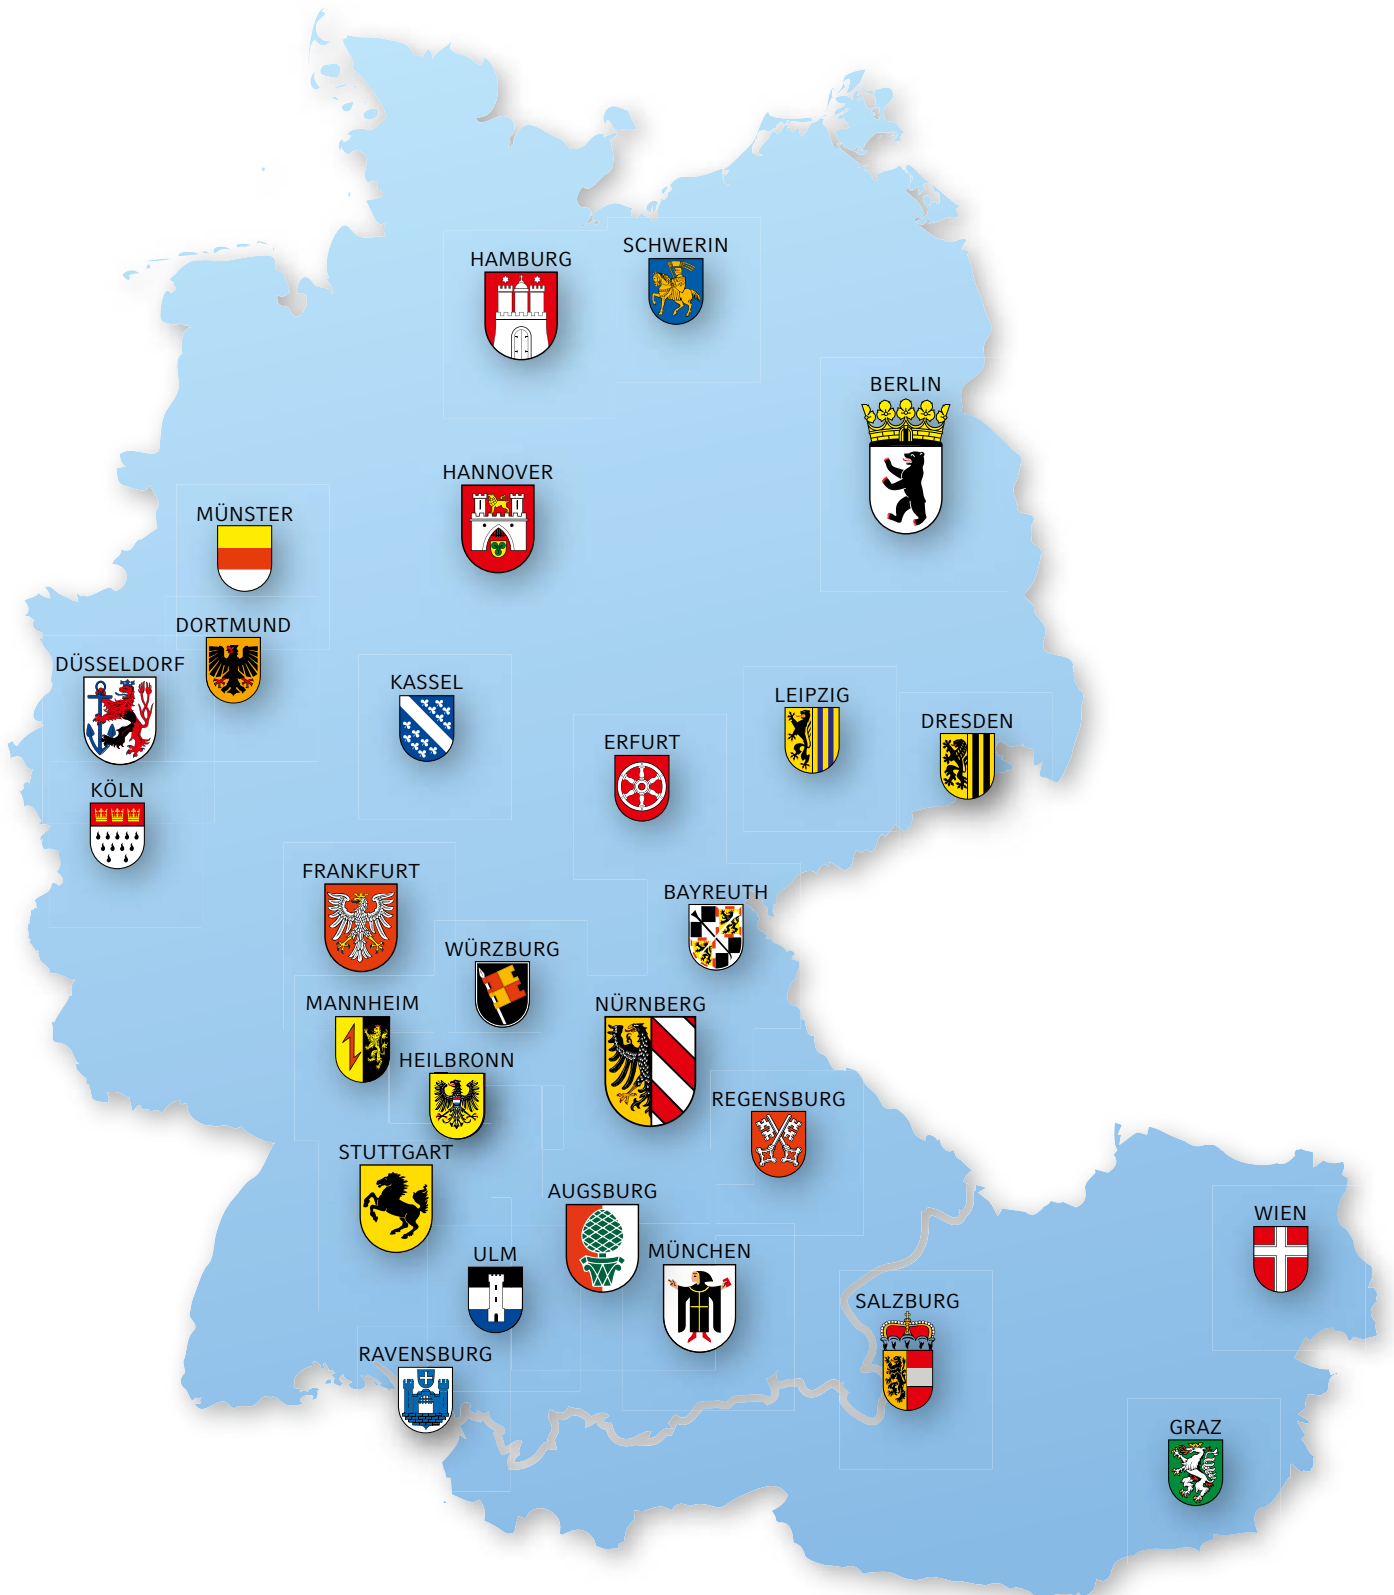 SCHWERIN
HAMBURG
BERLIN
HANNOVER
MÜNSTER
DORTMUND
DÜSSELDORF
KASSEL
LEIPZIG
DRESDEN
ERFURT
KÖLN
FRANKFURT
BAYREUTH
WÜRZBURG
MANNHEIM
NÜRNBERG
HEILBRONN
REGENSBURG
STUTTGART
AUGSBURG
WIEN
MÜNCHEN
ULM
SALZBURG
RAVENSBURG
GRAZ